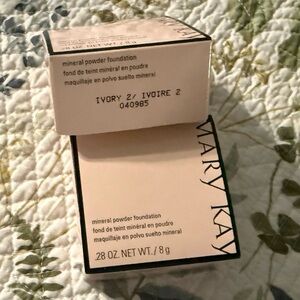 .28 OZ. NET WT. / 8 g
mineral powder foundation
fond de teint minéral en poudre
maquillaje en polvo suelto mineral
IVORY 2/ IVOIRE 2
040985
MARY KAY
mineral powder foundation
fond de teint minéral en poudre
maquillaje en polvo suelto mineral
.28 OZ. NET WT. / 8 g